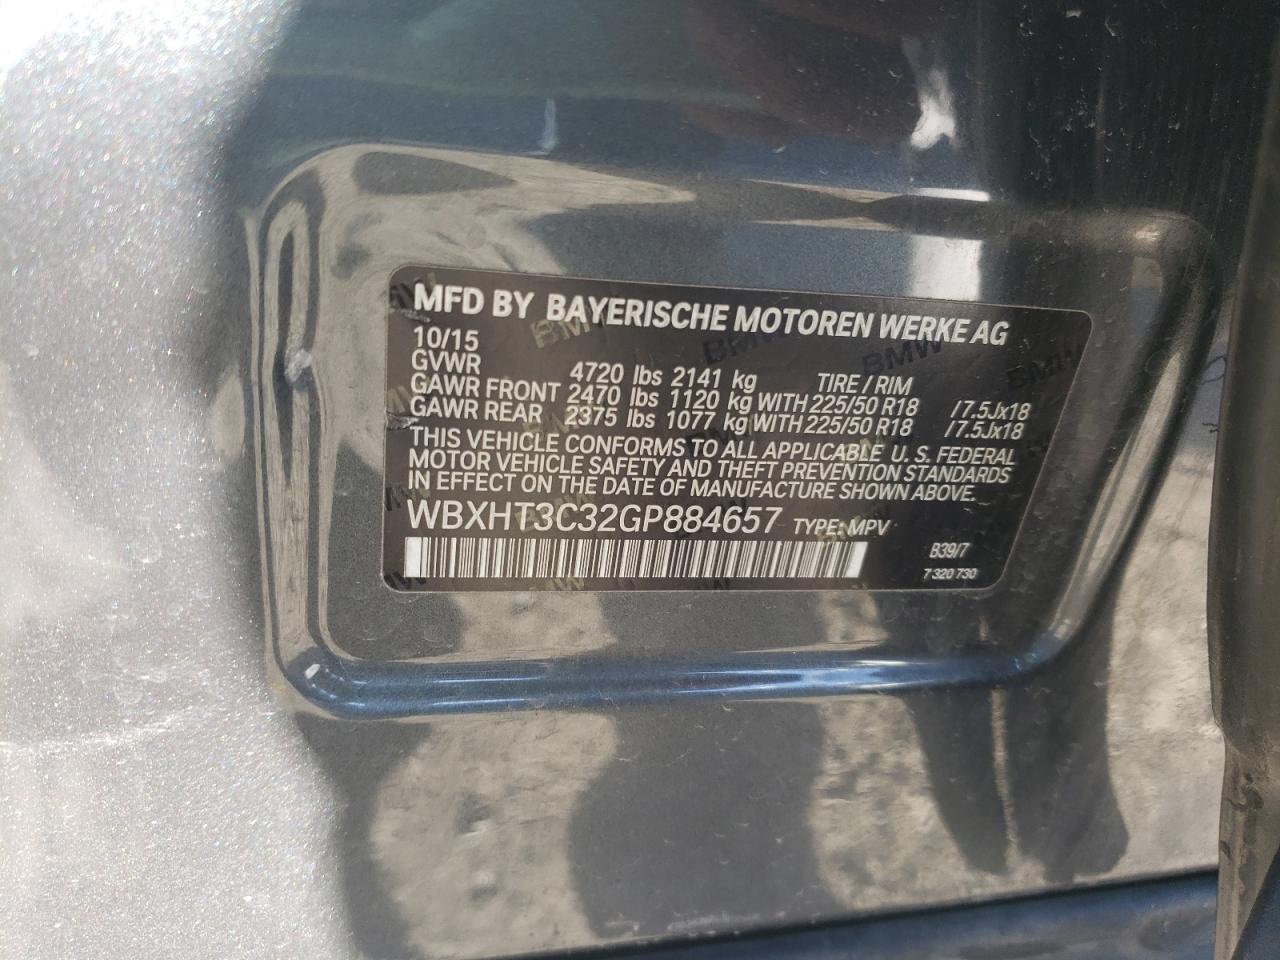 MFD BY BAYERISCHE MOTOREN WERKE AG
10/15
GVWR 4720 lbs 2141 kg TIRE / RIM
GAWR FRONT 2470 lbs 1120 kg WITH 225/50 R18 /7.5Jx18
GAWR REAR 2375 lbs 1077 kg WITH 225/50 R18 /7.5Jx18
THIS VEHICLE CONFORMS TO ALL APPLICABLE U.S. FEDERAL
MOTOR VEHICLE SAFETY AND THEFT PREVENTION STANDARDS
IN EFFECT ON THE DATE OF MANUFACTURE SHOWN ABOVE.
WBXHT3C32GP884657 TYPE: MPV
B39/7
7 320 730